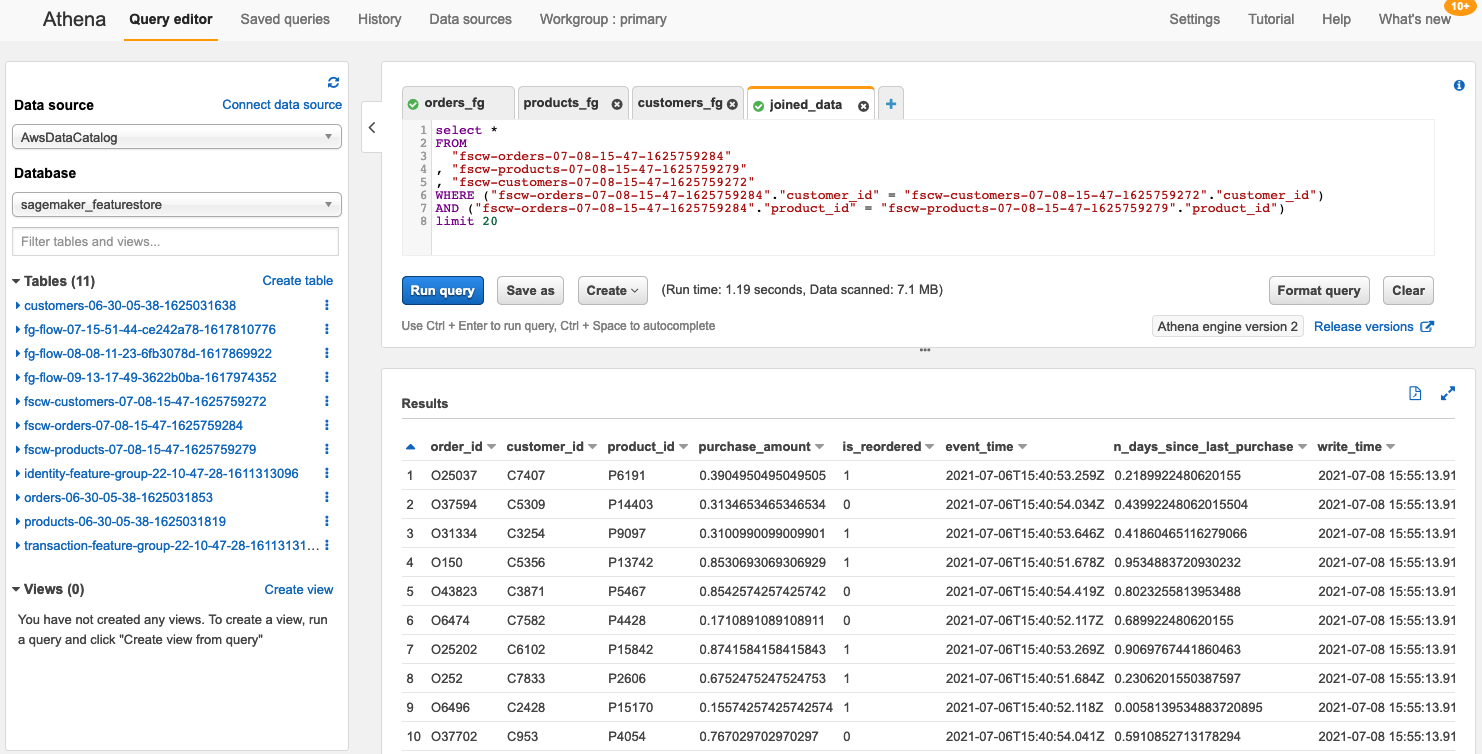 Athena Query editor Saved queries History Data sources Workgroup : primary Settings Tutorial Help What's new 10+
Data source Connect data source
AwsDataCatalog
Database
sagemaker_featurestore
Filter tables and views...
Tables (11) Create table
customers-06-30-05-38-1625031638
fg-flow-07-15-51-44-ce242a78-1617810776
fg-flow-08-08-11-23-6fb3078d-1617869922
fg-flow-09-13-17-49-3622b0ba-1617974352
fscw-customers-07-08-15-47-1625759272
fscw-orders-07-08-15-47-1625759284
fscw-products-07-08-15-47-1625759279
identity-feature-group-22-10-47-28-1611313096
orders-06-30-05-38-1625031853
products-06-30-05-38-1625031819
transaction-feature-group-22-10-47-28-16113131...
Views (0) Create view
You have not created any views. To create a view, run
a query and click "Create view from query"
orders_fg products_fg customers_fg joined_data
1 select *
2 FROM
3 "fscw-orders-07-08-15-47-1625759284"
4 , "fscw-products-07-08-15-47-1625759279"
5 , "fscw-customers-07-08-15-47-1625759272"
6 WHERE ("fscw-orders-07-08-15-47-1625759284"."customer_id" = "fscw-customers-07-08-15-47-1625759272"."customer_id")
7 AND ("fscw-orders-07-08-15-47-1625759284"."product_id" = "fscw-products-07-08-15-47-1625759279"."product_id")
8 limit 20
Run query Save as Create (Run time: 1.19 seconds, Data scanned: 7.1 MB) Format query Clear
Use Ctrl + Enter to run query, Ctrl + Space to autocomplete Athena engine version 2 Release versions
Results
order_id customer_id product_id purchase_amount is_reordered event_time n_days_since_last_purchase write_time
1 O25037 C7407 P6191 0.3904950495049505 1 2021-07-06T15:40:53.259Z 0.2189922480620155 2021-07-08 15:55:13.91
2 O37594 C5309 P14403 0.3134653465346534 0 2021-07-06T15:40:54.034Z 0.43992248062015504 2021-07-08 15:55:13.91
3 O31334 C3254 P9097 0.3100990099009901 1 2021-07-06T15:40:53.646Z 0.41860465116279066 2021-07-08 15:55:13.91
4 O150 C5356 P13742 0.8530693069306929 1 2021-07-06T15:40:51.678Z 0.9534883720930232 2021-07-08 15:55:13.91
5 O43823 C3871 P5467 0.8542574257425742 0 2021-07-06T15:40:54.419Z 0.8023255813953488 2021-07-08 15:55:13.91
6 O6474 C7582 P4428 0.1710891089108911 0 2021-07-06T15:40:52.117Z 0.689922480620155 2021-07-08 15:55:13.91
7 O25202 C6102 P15842 0.8741584158415843 1 2021-07-06T15:40:53.269Z 0.9069767441860463 2021-07-08 15:55:13.91
8 O252 C7833 P2606 0.6752475247524753 1 2021-07-06T15:40:51.684Z 0.2306201550387597 2021-07-08 15:55:13.91
9 O6496 C2428 P15170 0.15574257425742574 1 2021-07-06T15:40:52.118Z 0.0058139534883720895 2021-07-08 15:55:13.91
10 O37702 C953 P4054 0.767029702970297 0 2021-07-06T15:40:54.041Z 0.5910852713178294 2021-07-08 15:55:13.91